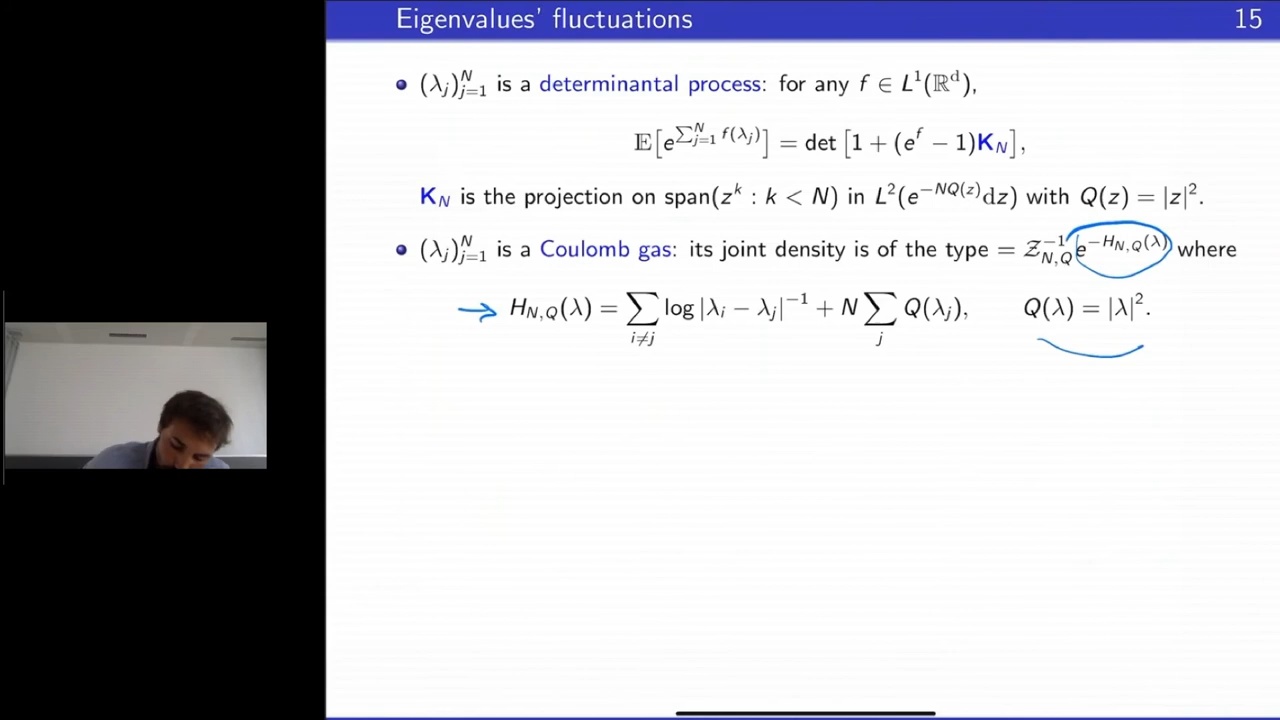 Eigenvalues' fluctuations 15
(λ_j)_{j=1}^N is a determinantal process: for any f ∈ L^1(ℝ^d),
𝔼[e^{∑_{j=1}^N f(λ_j)}] = det [1 + (e^f − 1)K_N],
K_N is the projection on span(z^k : k < N) in L^2(e^{−NQ(z)}dz) with Q(z) = |z|^2.
(λ_j)_{j=1}^N is a Coulomb gas: its joint density is of the type = 𝒵_{N,Q}^{−1} e^{−H_{N,Q}(λ)} where
H_{N,Q}(λ) = ∑_{i≠j} log |λ_i − λ_j|^{−1} + N ∑_j Q(λ_j), Q(λ) = |λ|^2.